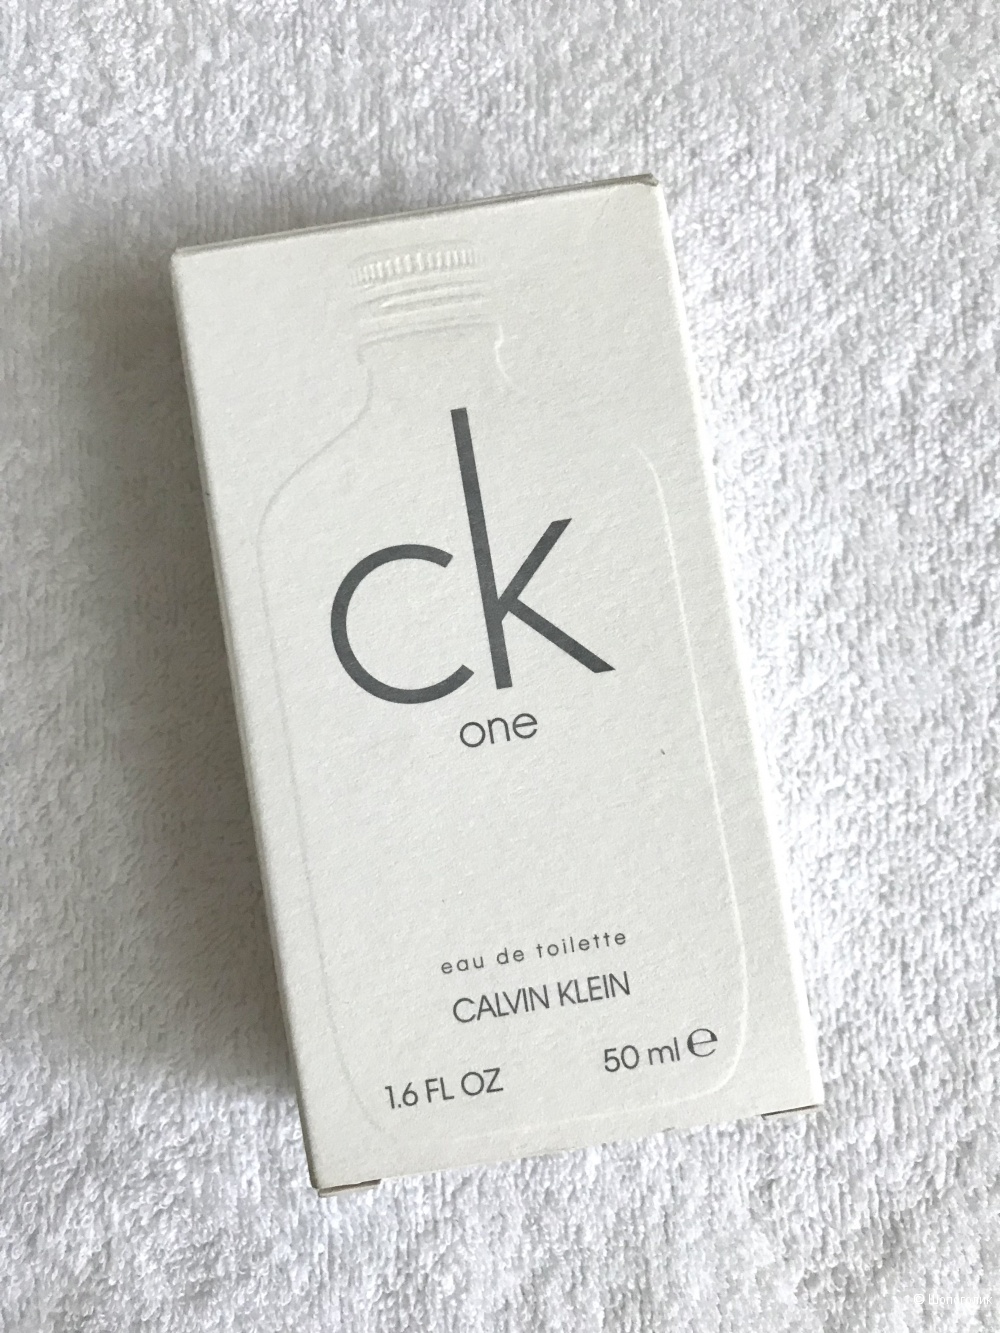 ck
one
eau de toilette
CALVIN KLEIN
1.6 FL OZ 50 ml ℮